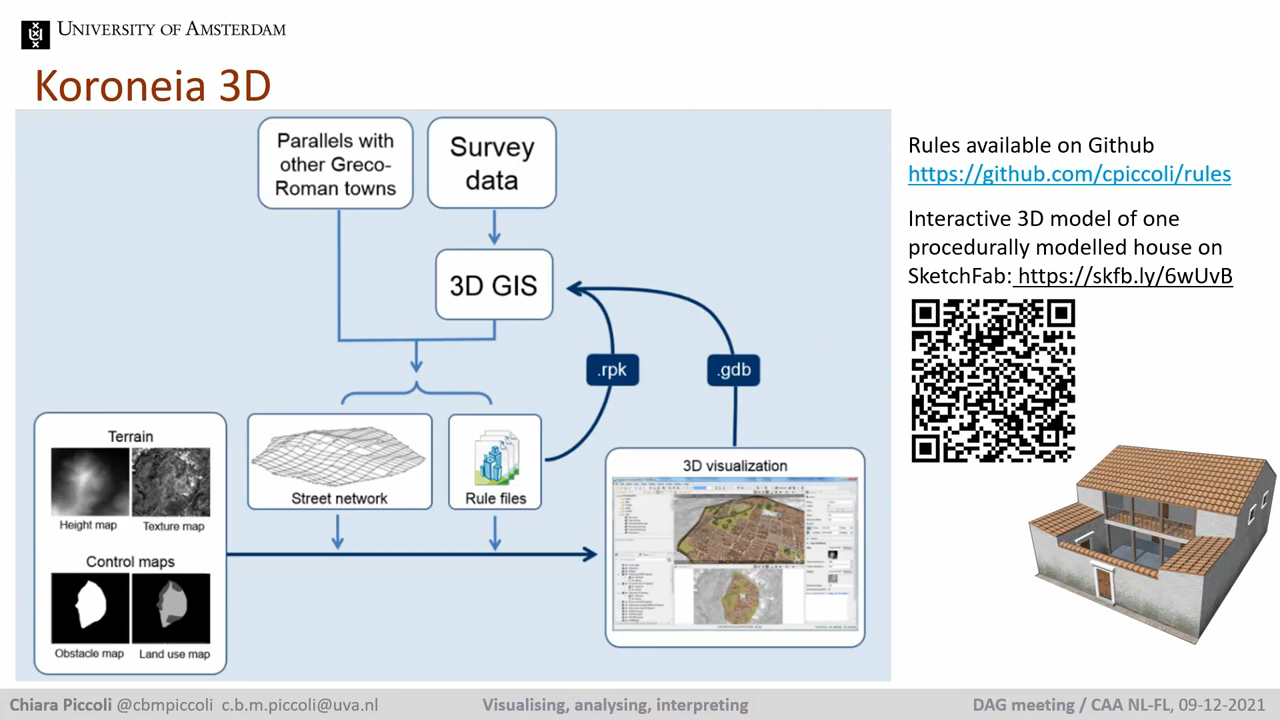 UNIVERSITY OF AMSTERDAM
Koroneia 3D
Parallels with
other Greco-
Roman towns
Survey
data
3D GIS
.rpk
.gdb
Terrain
Height map
Texture map
Control maps
Obstacle map
Land use map
Street network
Rule files
3D visualization
Rules available on Github
https://github.com/cpiccoli/rules
Interactive 3D model of one
procedurally modelled house on
SketchFab: https://skfb.ly/6wUvB
Chiara Piccoli @cbmpiccoli c.b.m.piccoli@uva.nl
Visualising, analysing, interpreting
DAG meeting / CAA NL-FL, 09-12-2021